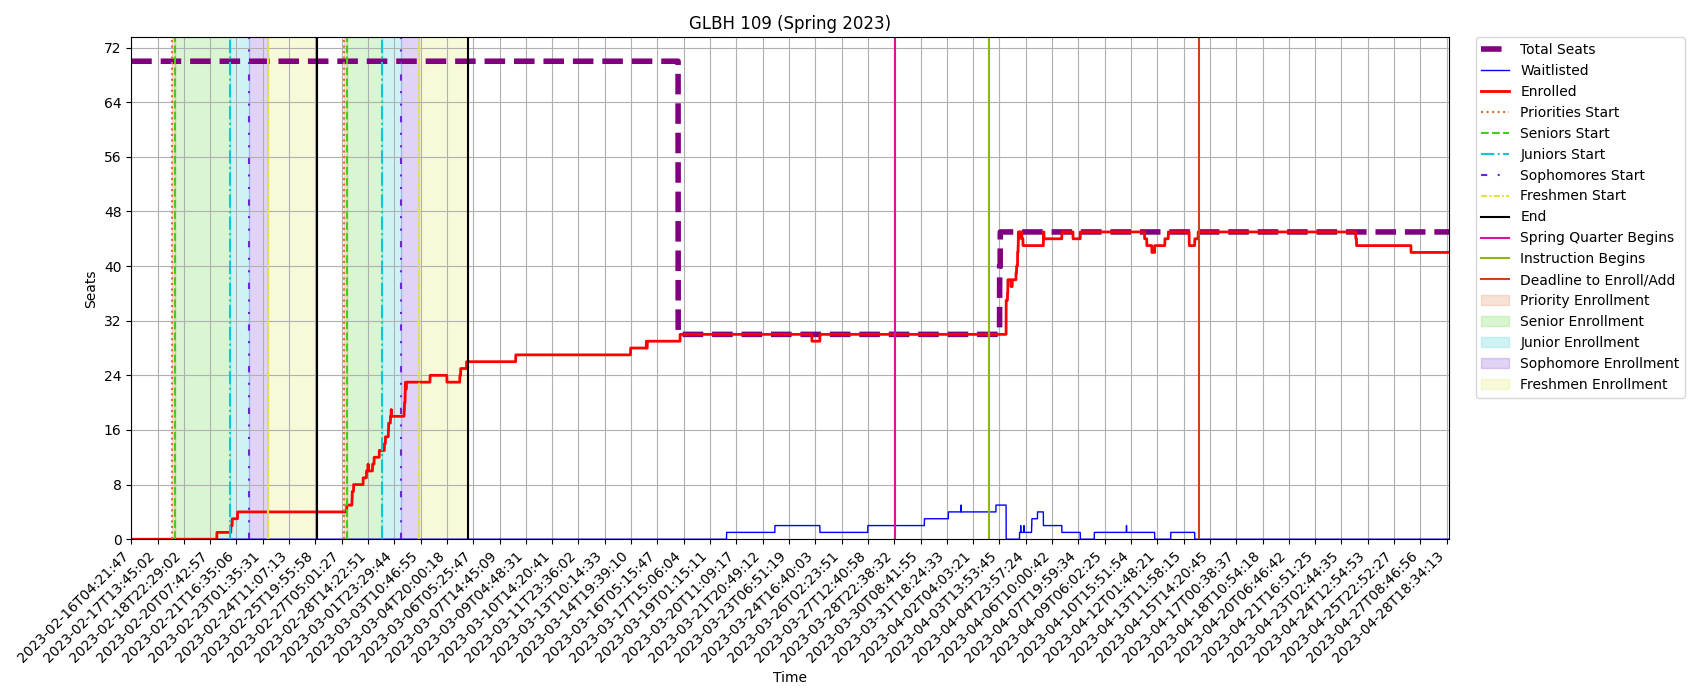 GLBH 109 (Spring 2023)
Seats
72
64
56
48
40
32
24
16
8
0
2023-02-16T04:21:47
2023-02-17T13:45:02
2023-02-18T22:29:02
2023-02-20T07:42:57
2023-02-21T16:35:06
2023-02-23T01:35:31
2023-02-24T11:07:13
2023-02-25T19:55:58
2023-02-27T05:01:27
2023-02-28T14:22:51
2023-03-01T23:29:44
2023-03-03T10:46:55
2023-03-04T20:00:18
2023-03-06T05:25:47
2023-03-07T14:45:09
2023-03-09T04:48:31
2023-03-10T14:20:41
2023-03-11T23:36:02
2023-03-13T10:14:33
2023-03-14T19:39:10
2023-03-16T05:15:47
2023-03-17T15:06:04
2023-03-19T01:15:11
2023-03-20T11:09:17
2023-03-21T20:49:12
2023-03-23T06:51:19
2023-03-24T16:40:03
2023-03-26T02:23:51
2023-03-27T12:40:58
2023-03-28T22:38:32
2023-03-30T08:41:55
2023-03-31T18:24:33
2023-04-02T04:03:21
2023-04-03T13:53:45
2023-04-04T23:57:24
2023-04-06T10:00:42
2023-04-07T19:59:34
2023-04-09T06:02:25
2023-04-10T15:51:54
2023-04-12T01:48:21
2023-04-13T11:58:15
2023-04-15T14:20:45
2023-04-17T00:38:37
2023-04-18T10:54:18
2023-04-20T06:46:42
2023-04-21T16:51:25
2023-04-23T02:44:35
2023-04-24T12:54:53
2023-04-25T22:52:27
2023-04-27T08:46:56
2023-04-28T18:34:13
Time
Total Seats
Waitlisted
Enrolled
Priorities Start
Seniors Start
Juniors Start
Sophomores Start
Freshmen Start
End
Spring Quarter Begins
Instruction Begins
Deadline to Enroll/Add
Priority Enrollment
Senior Enrollment
Junior Enrollment
Sophomore Enrollment
Freshmen Enrollment